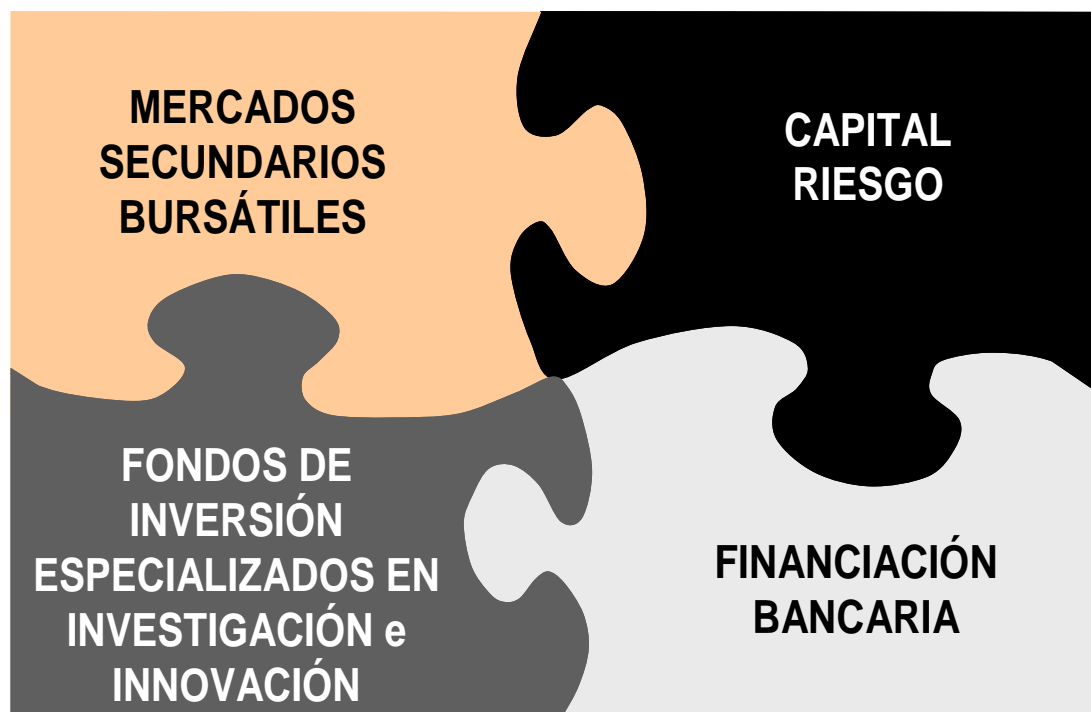 MERCADOS
SECUNDARIOS
BURSÁTILES
CAPITAL
RIESGO
FONDOS DE
INVERSIÓN
ESPECIALIZADOS EN
INVESTIGACIÓN e
INNOVACIÓN
FINANCIACIÓN
BANCARIA